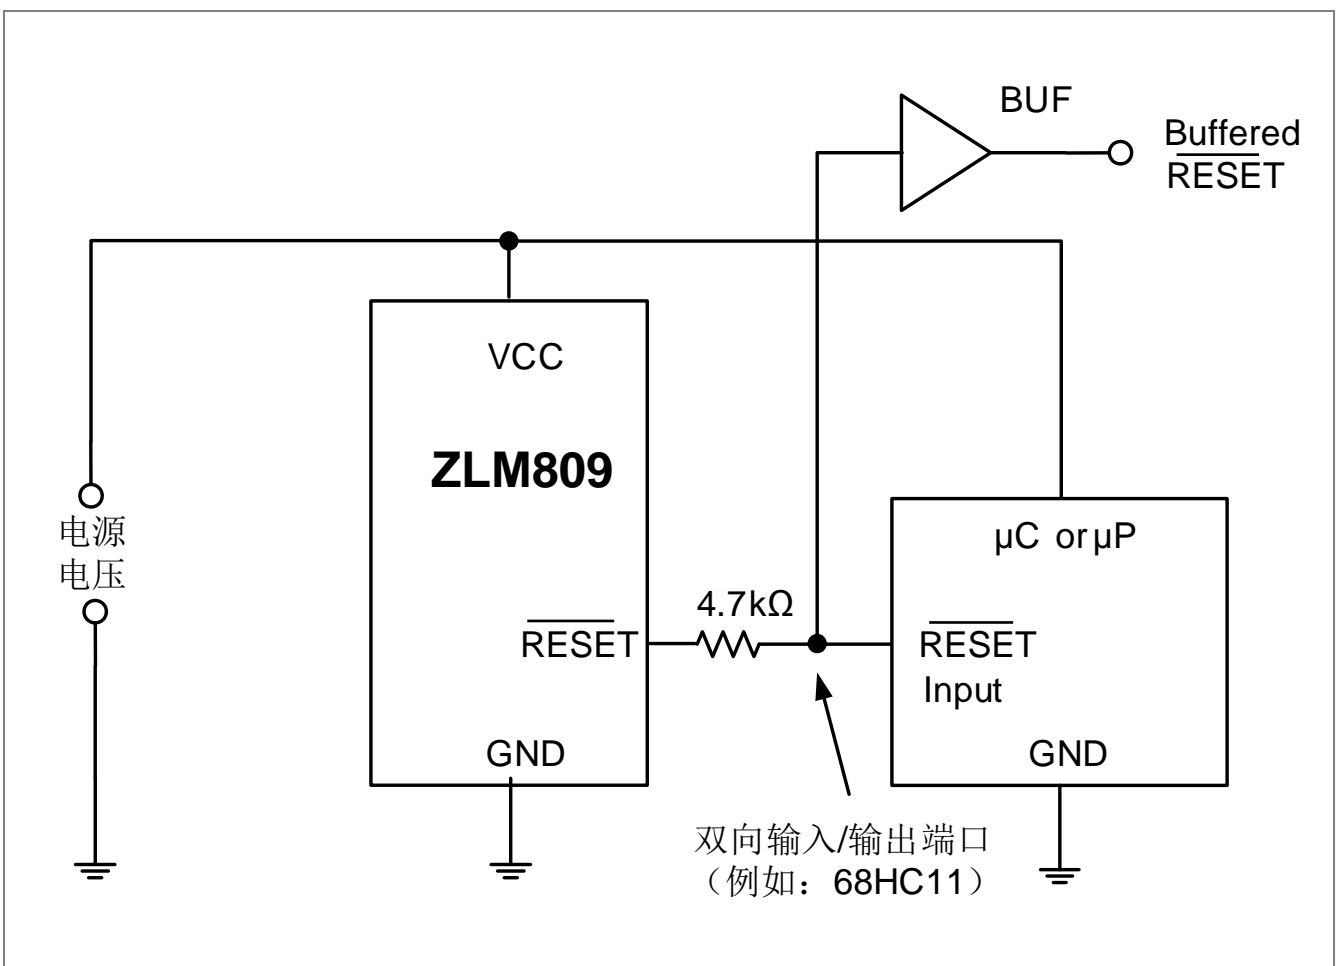 BUF
Buffered
RESET
VCC
ZLM809
电源
电压
µC or µP
4.7kΩ
RESET
RESET
Input
GND
GND
双向输入/输出端口
（例如：68HC11）